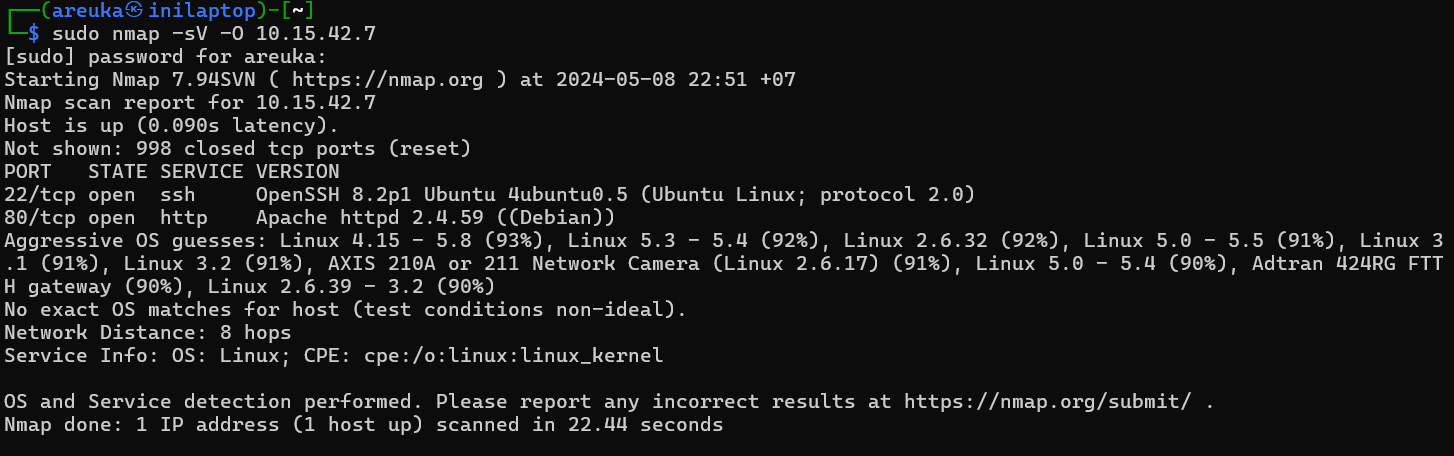 ┌──(areuka㉿inilaptop)-[~]
└─$ sudo nmap -sV -O 10.15.42.7
[sudo] password for areuka:
Starting Nmap 7.94SVN ( https://nmap.org ) at 2024-05-08 22:51 +07
Nmap scan report for 10.15.42.7
Host is up (0.090s latency).
Not shown: 998 closed tcp ports (reset)
PORT   STATE SERVICE VERSION
22/tcp open  ssh     OpenSSH 8.2p1 Ubuntu 4ubuntu0.5 (Ubuntu Linux; protocol 2.0)
80/tcp open  http    Apache httpd 2.4.59 ((Debian))
Aggressive OS guesses: Linux 4.15 - 5.8 (93%), Linux 5.3 - 5.4 (92%), Linux 2.6.32 (92%), Linux 5.0 - 5.5 (91%), Linux 3
.1 (91%), Linux 3.2 (91%), AXIS 210A or 211 Network Camera (Linux 2.6.17) (91%), Linux 5.0 - 5.4 (90%), Adtran 424RG FTT
H gateway (90%), Linux 2.6.39 - 3.2 (90%)
No exact OS matches for host (test conditions non-ideal).
Network Distance: 8 hops
Service Info: OS: Linux; CPE: cpe:/o:linux:linux_kernel

OS and Service detection performed. Please report any incorrect results at https://nmap.org/submit/ .
Nmap done: 1 IP address (1 host up) scanned in 22.44 seconds